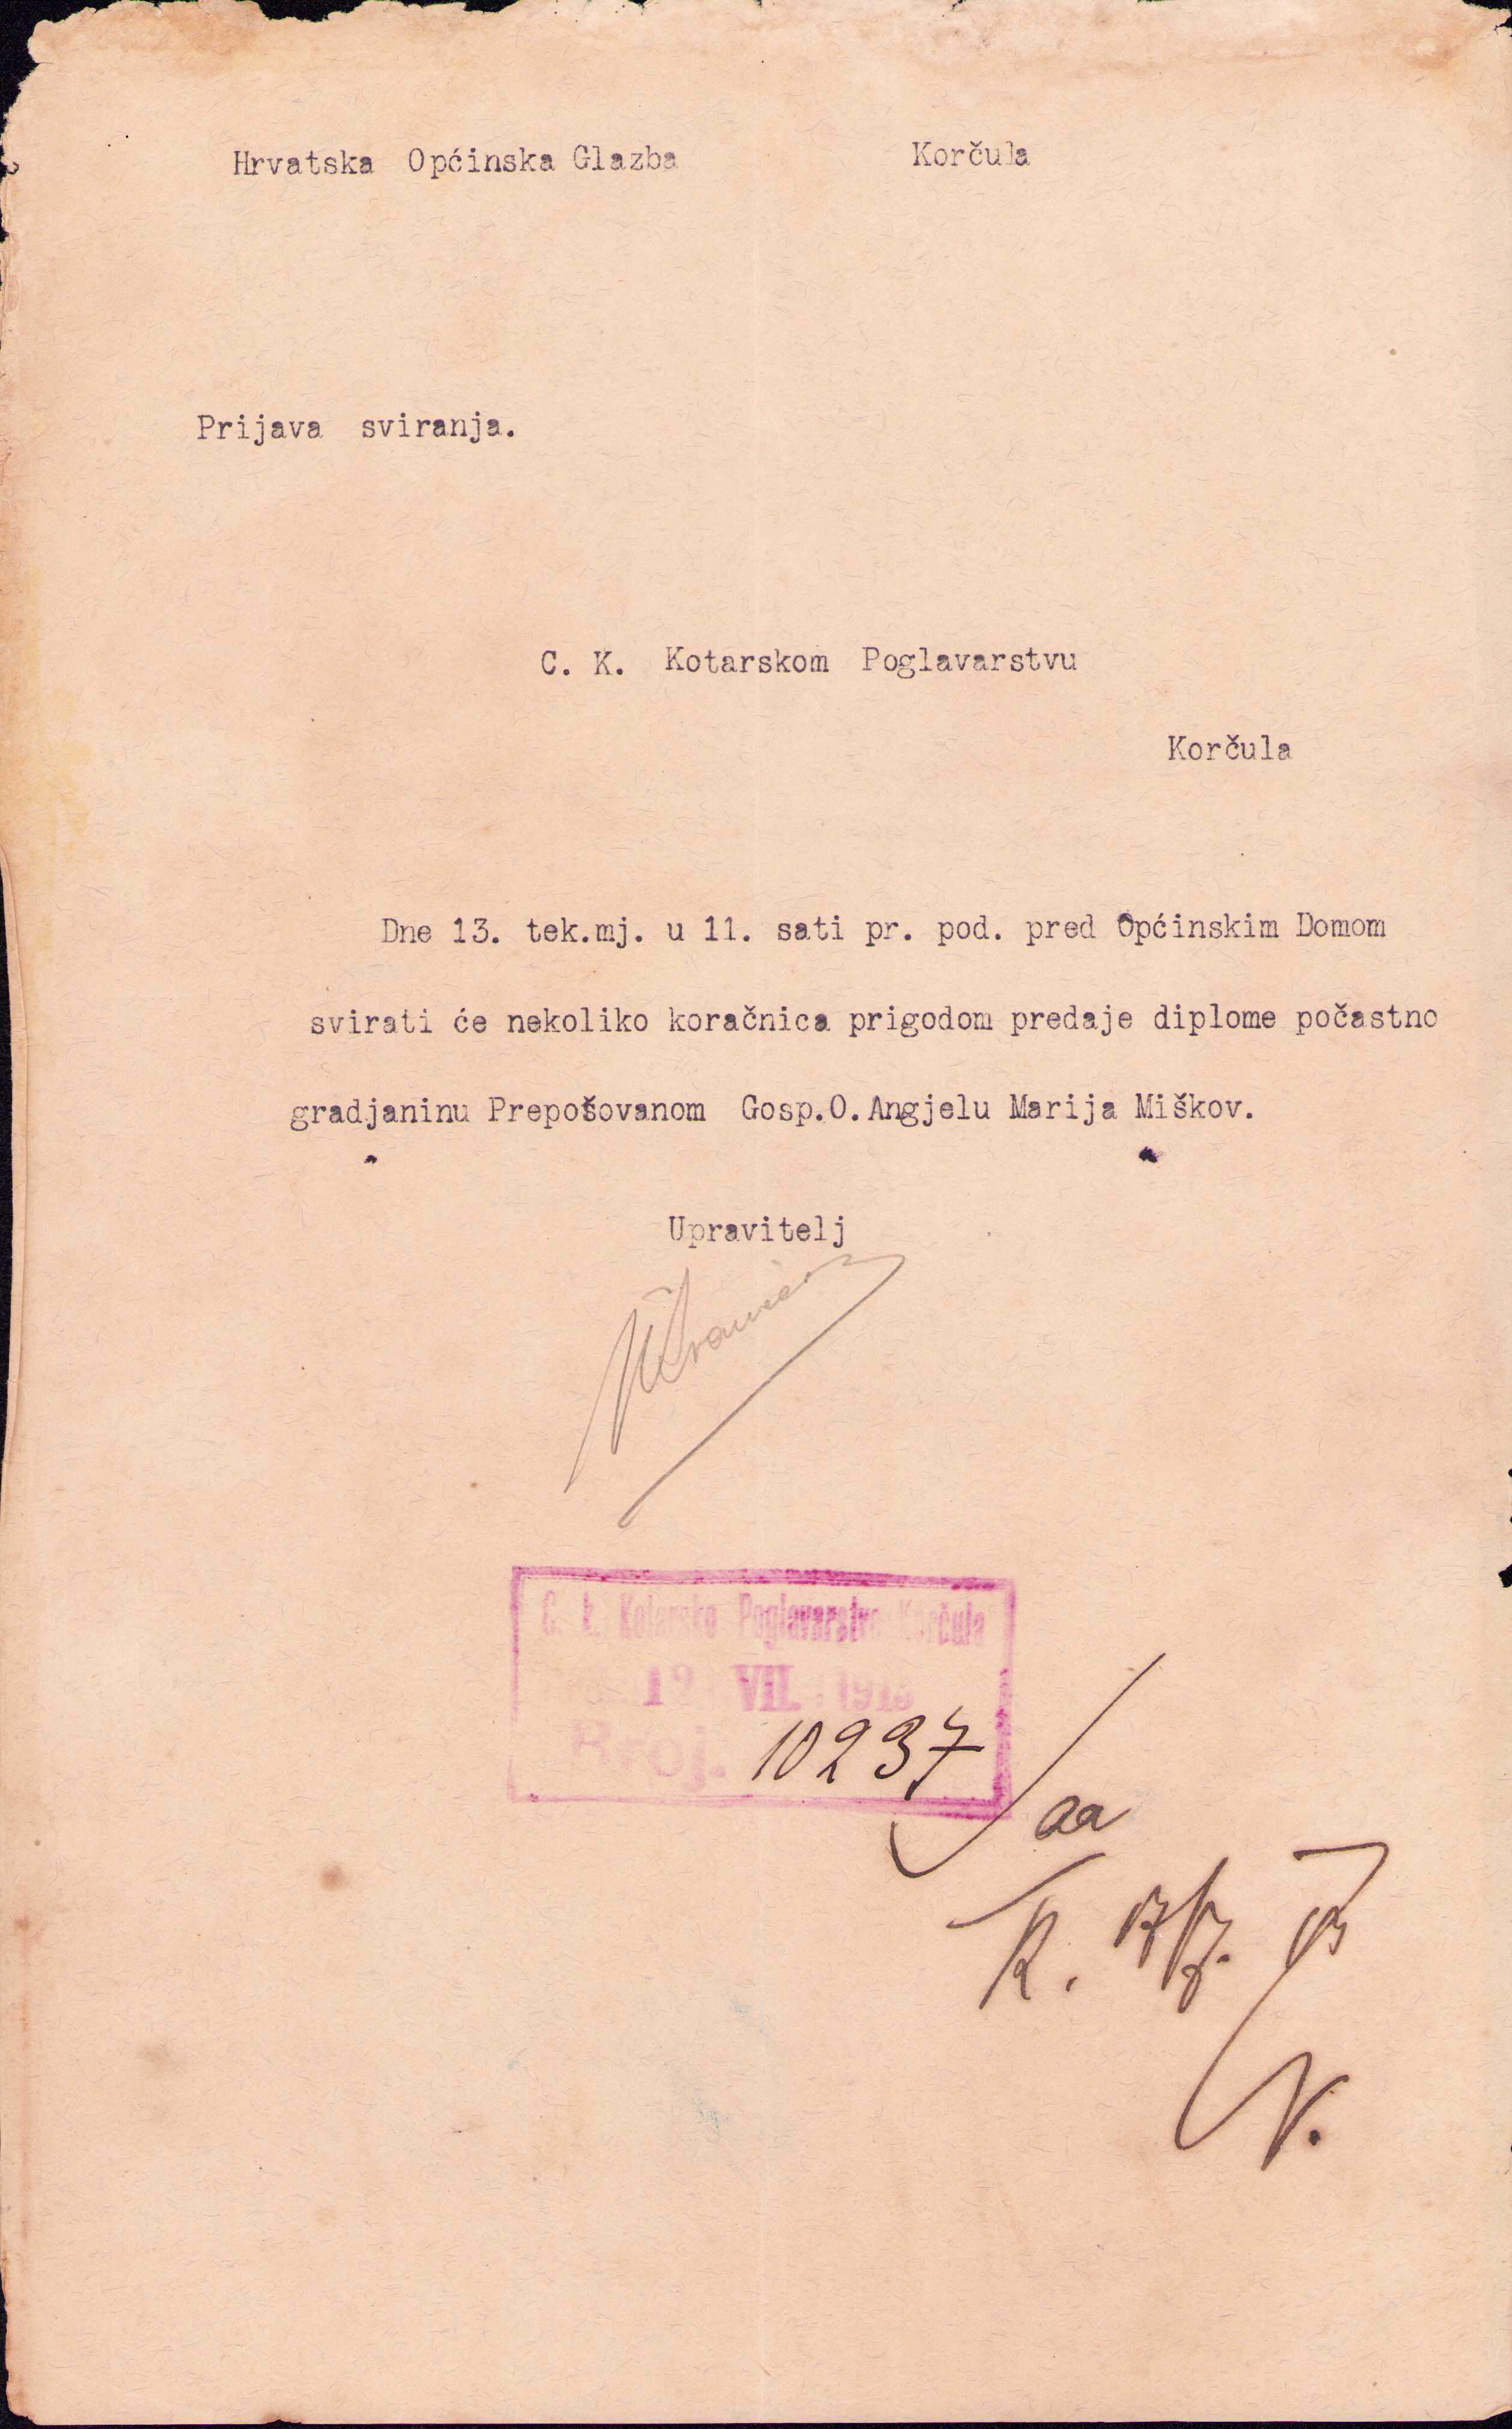 Hrvatska Općinska Glazba Korčula
Prijava sviranja.
C. K. Kotarskom Poglavarstvu
Korčula
Dne 13. tek.mj. u 11. sati pr. pod. pred Općinskim Domom
svirati će nekoliko koračnica prigodom predaje diplome počastno
gradjaninu Prepošovanom Gosp.O.Angjelu Marija Miškov.
Upravitelj
C. k. Kotarsko Poglavarstvo Korčula
VII. 1913
Broj. 10237
aa
K.